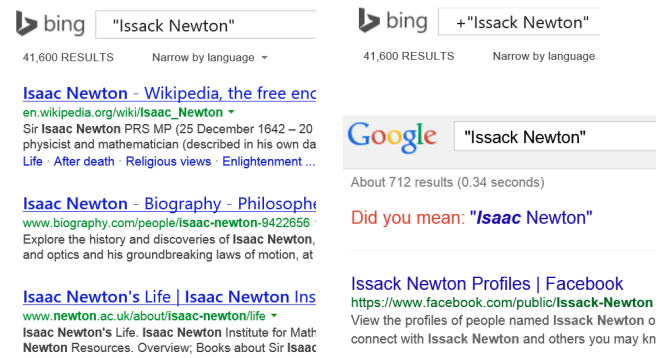 bing "Issack Newton"
41,600 RESULTS Narrow by language
Isaac Newton - Wikipedia, the free enc
en.wikipedia.org/wiki/Isaac_Newton
Sir Isaac Newton PRS MP (25 December 1642 – 20
physicist and mathematician (described in his own da
Life · After death · Religious views · Enlightenment ...
Isaac Newton - Biography - Philosophe
www.biography.com/people/isaac-newton-9422656
Explore the history and discoveries of Isaac Newton,
and optics and his groundbreaking laws of motion, at
Isaac Newton's Life | Isaac Newton Ins
www.newton.ac.uk/about/isaac-newton/life
Isaac Newton's Life. Isaac Newton Institute for Math
Newton Resources. Overview; Books about Sir Isaac
bing +"Issack Newton"
41,600 RESULTS Narrow by language
Google "Issack Newton"
About 712 results (0.34 seconds)
Did you mean: "Isaac Newton"
Issack Newton Profiles | Facebook
https://www.facebook.com/public/Issack-Newton
View the profiles of people named Issack Newton o
connect with Issack Newton and others you may kn